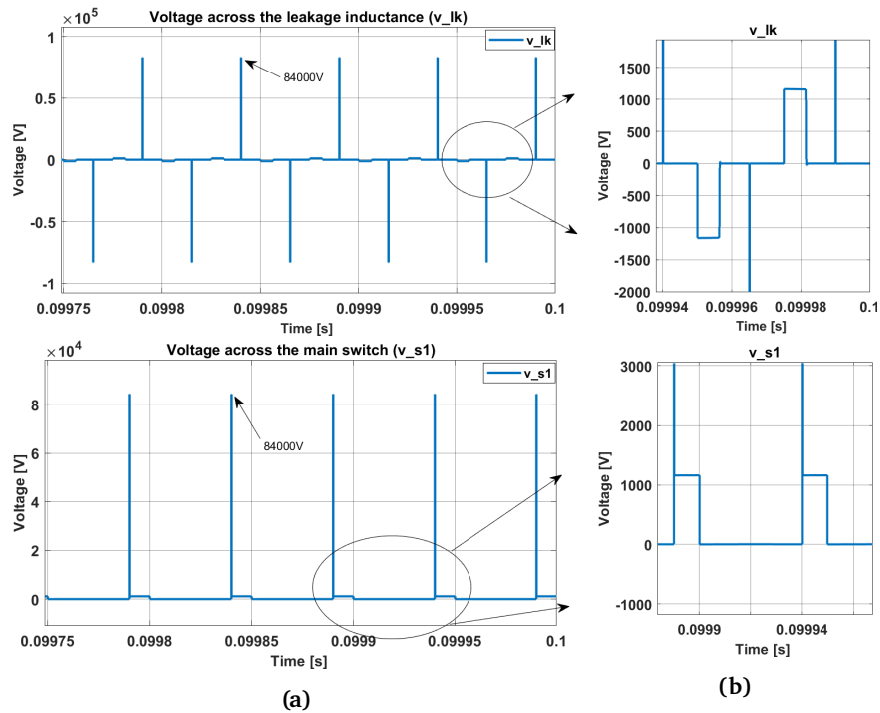 Voltage across the leakage inductance (v_lk)
×10^5
v_lk
84000V
1
0.5
0
-0.5
-1
Voltage [V]
0.09975 0.0998 0.09985 0.0999 0.09995 0.1
Time [s]
v_lk
1500
1000
500
0
-500
-1000
-1500
-2000
Voltage [V]
0.09994 0.09996 0.09998 0.1
Time [s]
Voltage across the main switch (v_s1)
×10^4
v_s1
84000V
8
6
4
2
0
Voltage [V]
0.09975 0.0998 0.09985 0.0999 0.09995 0.1
Time [s]
(a)
v_s1
3000
2000
1000
0
-1000
Voltage [V]
0.0999 0.09994
Time [s]
(b)